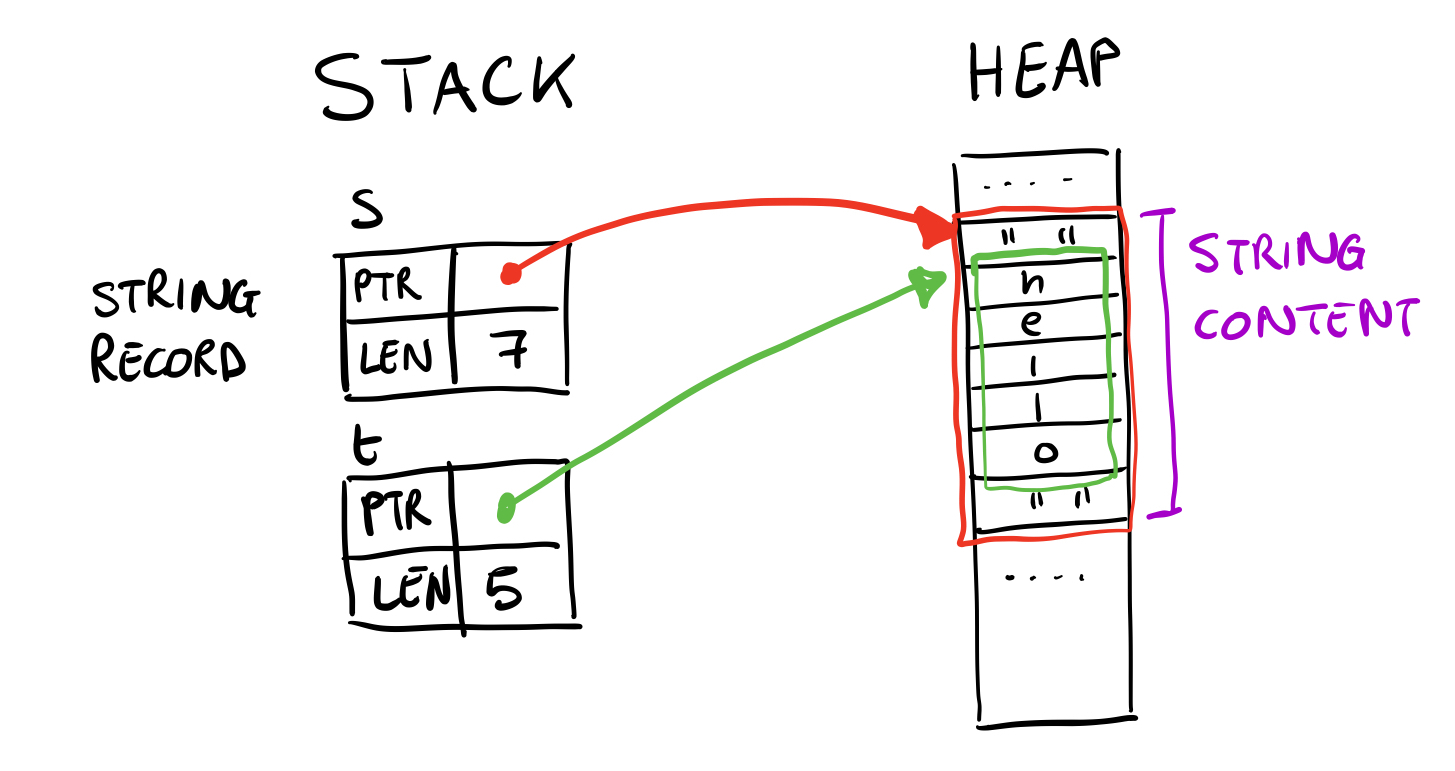 STACK
HEAP
s
STRING
RECORD
PTR
LEN 7
t
PTR
LEN 5
....
" "
h
e
l
l
o
" "
....
STRING
CONTENT